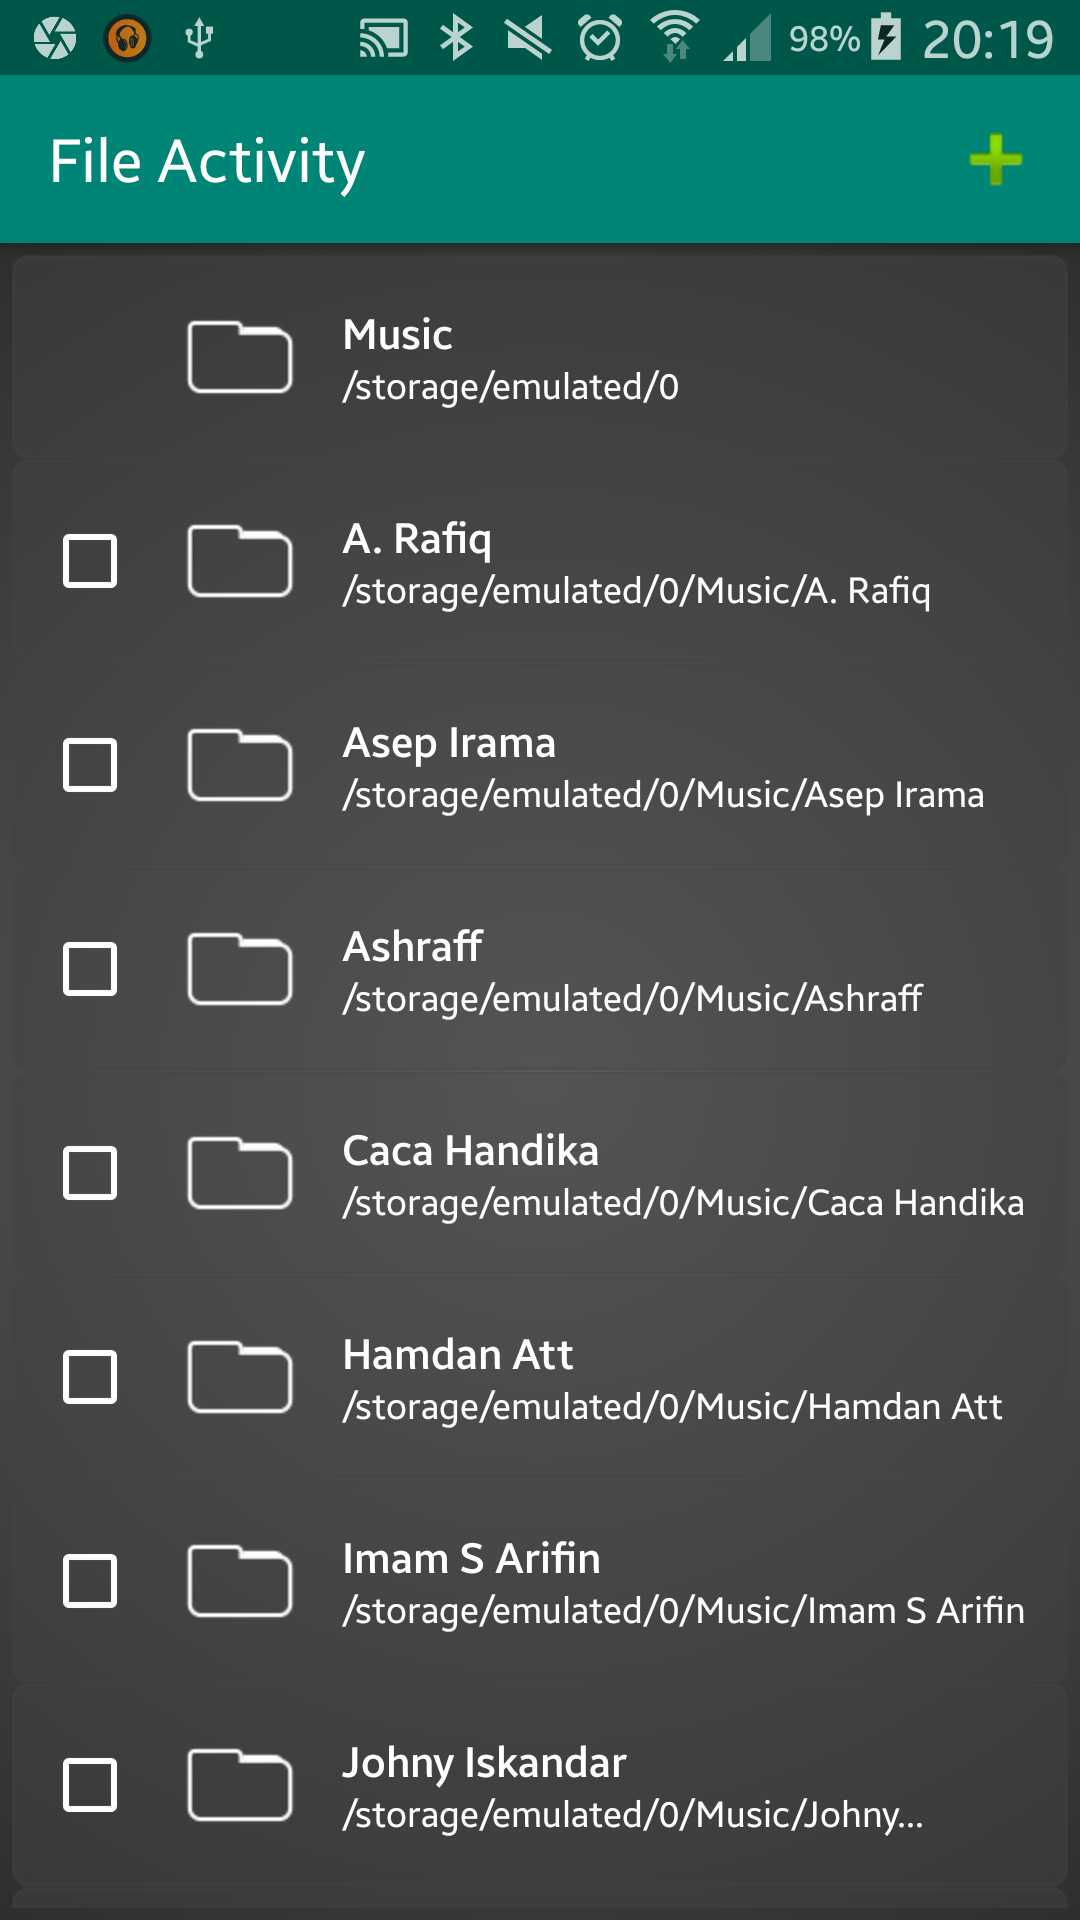 98% 20:19
File Activity
Music
/storage/emulated/0
A. Rafiq
/storage/emulated/0/Music/A. Rafiq
Asep Irama
/storage/emulated/0/Music/Asep Irama
Ashraff
/storage/emulated/0/Music/Ashraff
Caca Handika
/storage/emulated/0/Music/Caca Handika
Hamdan Att
/storage/emulated/0/Music/Hamdan Att
Imam S Arifin
/storage/emulated/0/Music/Imam S Arifin
Johny Iskandar
/storage/emulated/0/Music/Johny...